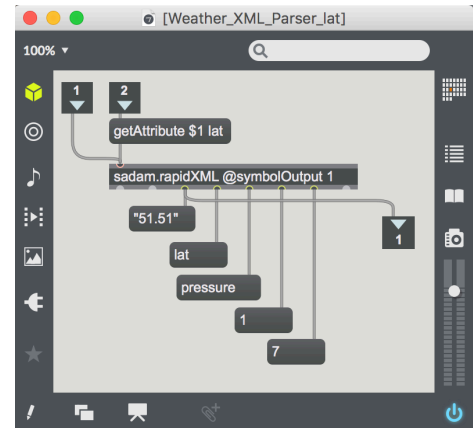 [Weather_XML_Parser_lat]
100%
1
2
getAttribute $1 lat
sadam.rapidXML @symbolOutput 1
"51.51"
1
lat
pressure
1
7